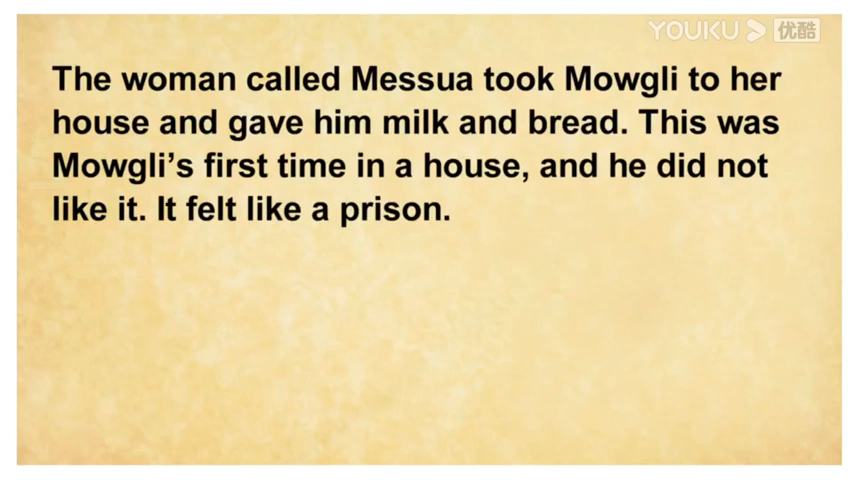 YOUKU 优酷
The woman called Messua took Mowgli to her
house and gave him milk and bread. This was
Mowgli’s first time in a house, and he did not
like it. It felt like a prison.